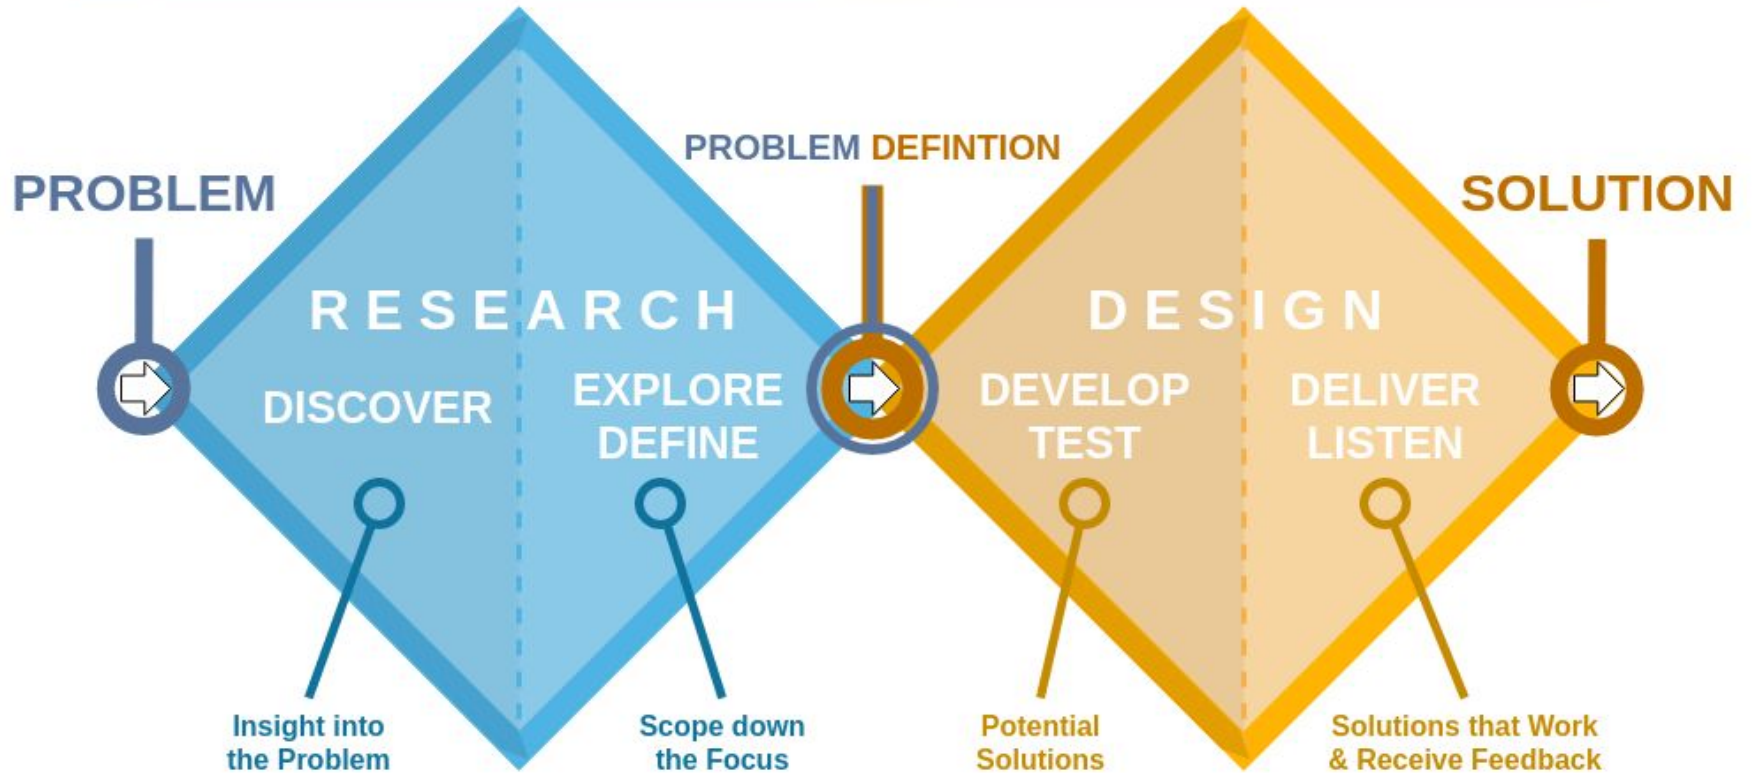 PROBLEM
PROBLEM DEFINTION
SOLUTION
RESEARCH
DISCOVER
EXPLORE
DEFINE
DESIGN
DEVELOP
TEST
DELIVER
LISTEN
Insight into
the Problem
Scope down
the Focus
Potential
Solutions
Solutions that Work
& Receive Feedback